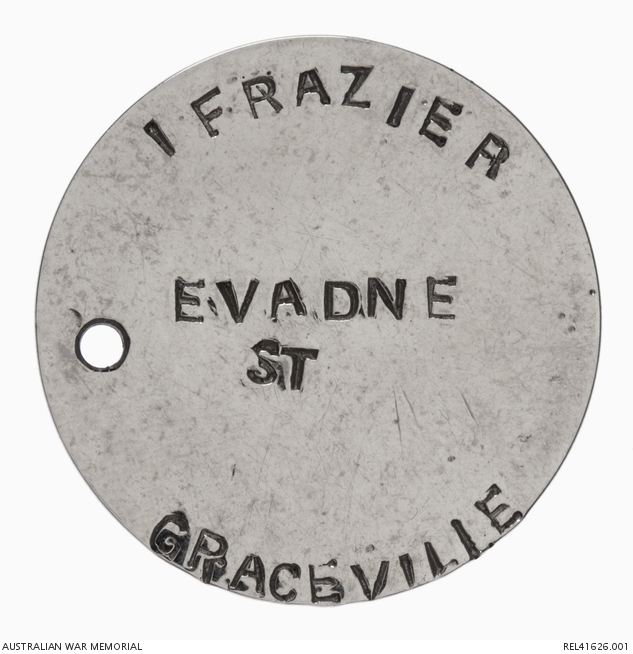 I FRAZIER
EVADNE
ST
GRACEVILLE
AUSTRALIAN WAR MEMORIAL
REL41626.001